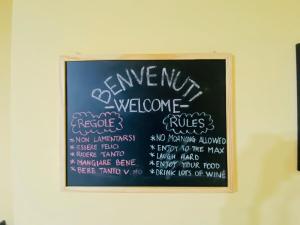 BENVENUTI
-WELCOME-
REGOLE
* NON LAMENTARSI
* ESSERE FELICI
* RIDERE TANTO
* MANGIARE BENE
* BERE TANTO V
RULES
* NO MOANING ALLOWED
* ENJOY TO THE MAX
* LAUGH HARD
* ENJOY YOUR FOOD
* DRINK LOTS OF WINE